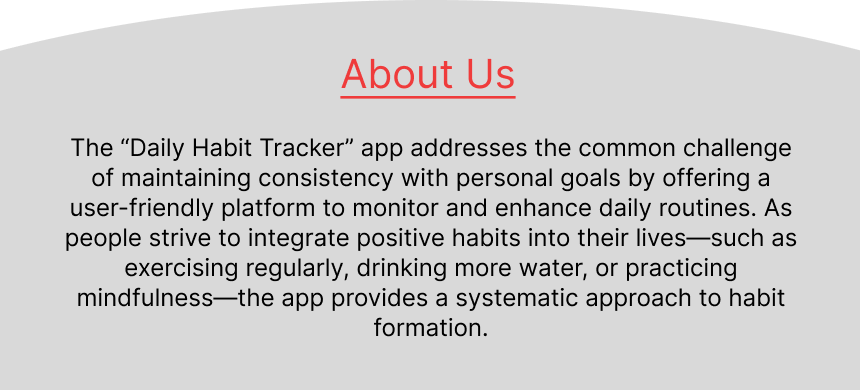 About Us
The “Daily Habit Tracker” app addresses the common challenge
of maintaining consistency with personal goals by offering a
user-friendly platform to monitor and enhance daily routines. As
people strive to integrate positive habits into their lives—such as
exercising regularly, drinking more water, or practicing
mindfulness—the app provides a systematic approach to habit
formation.